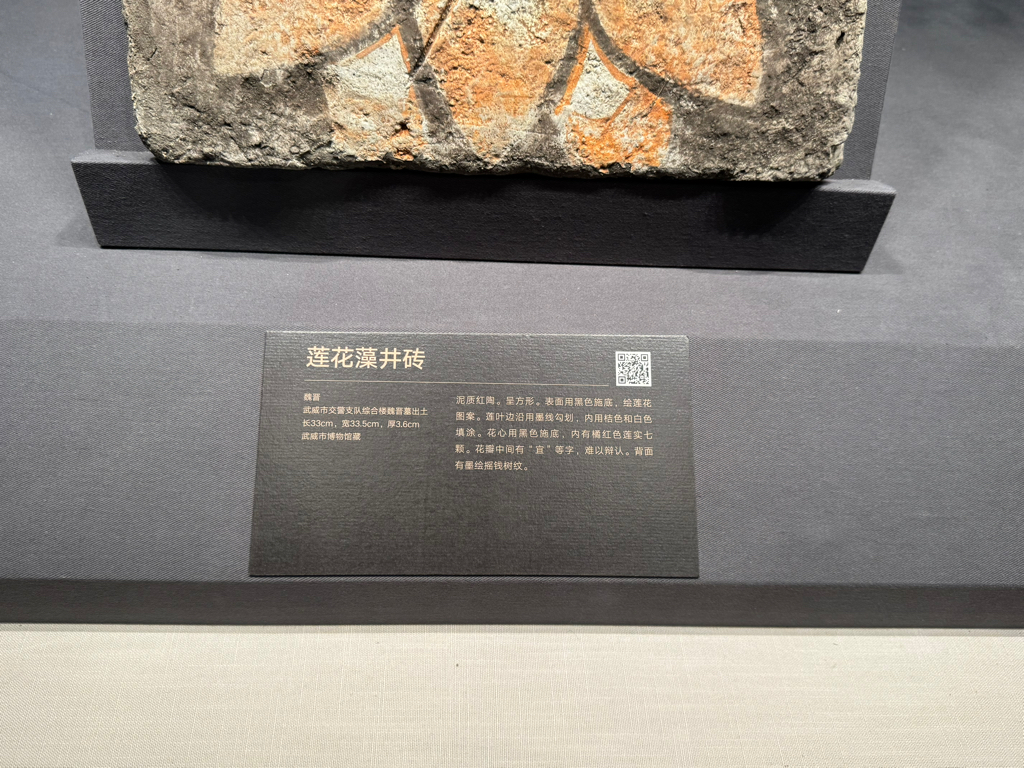 莲花藻井砖
魏晋
武威市交警支队综合楼魏晋墓出土
长33cm，宽33.5cm，厚3.6cm
武威市博物馆藏
泥质红陶。呈方形。表面用黑色施底，绘莲花
图案。莲叶边沿用墨线勾划，内用桔色和白色
填涂。花心用黑色施底，内有橘红色莲实七
颗。花瓣中间有“宜”等字，难以辩认。背面
有墨绘摇钱树纹。